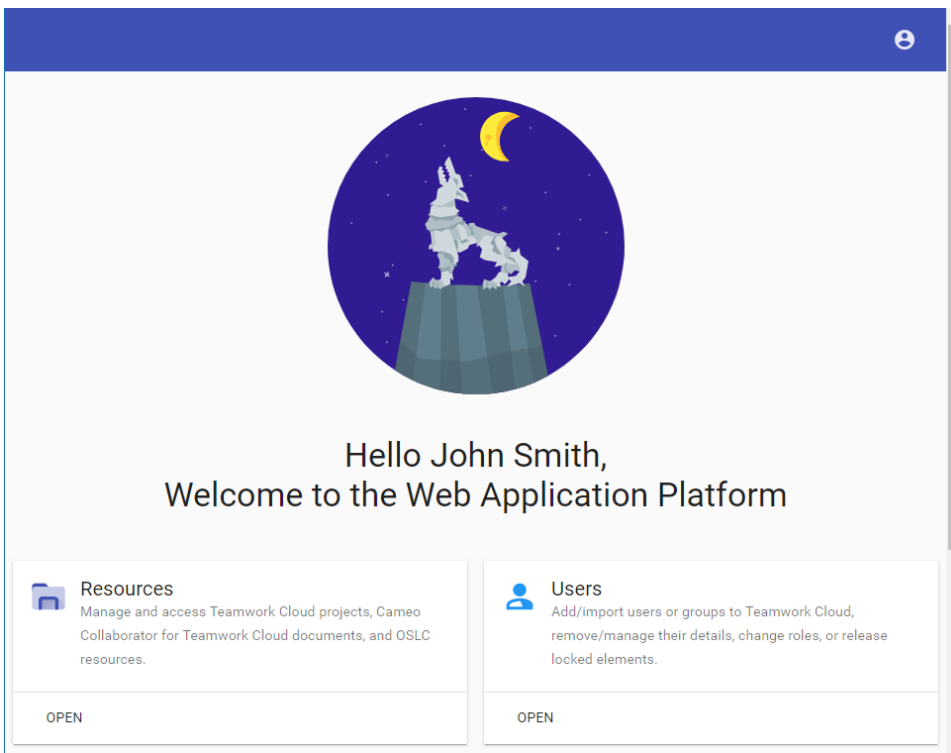 Hello John Smith,
Welcome to the Web Application Platform
Resources
Manage and access Teamwork Cloud projects, Cameo
Collaborator for Teamwork Cloud documents, and OSLC
resources.
OPEN
Users
Add/import users or groups to Teamwork Cloud,
remove/manage their details, change roles, or release
locked elements.
OPEN